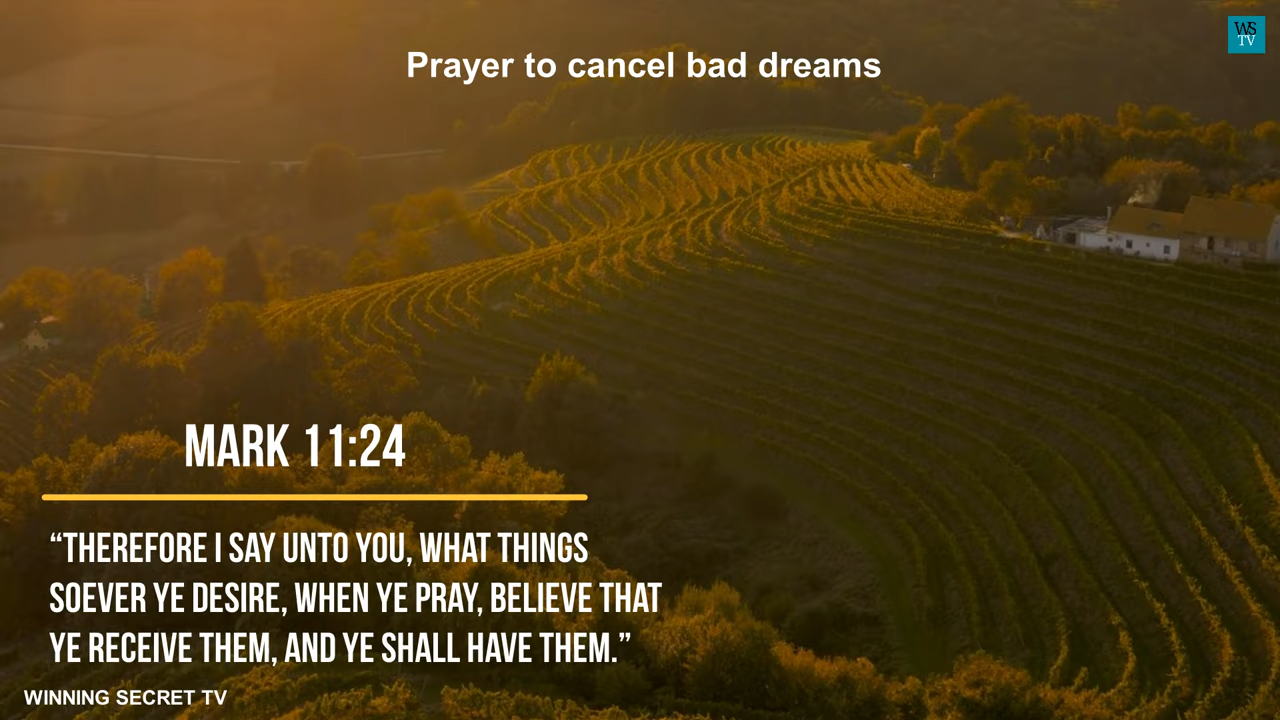 WS
TV
Prayer to cancel bad dreams
MARK 11:24
“THEREFORE I SAY UNTO YOU, WHAT THINGS
SOEVER YE DESIRE, WHEN YE PRAY, BELIEVE THAT
YE RECEIVE THEM, AND YE SHALL HAVE THEM.”
WINNING SECRET TV